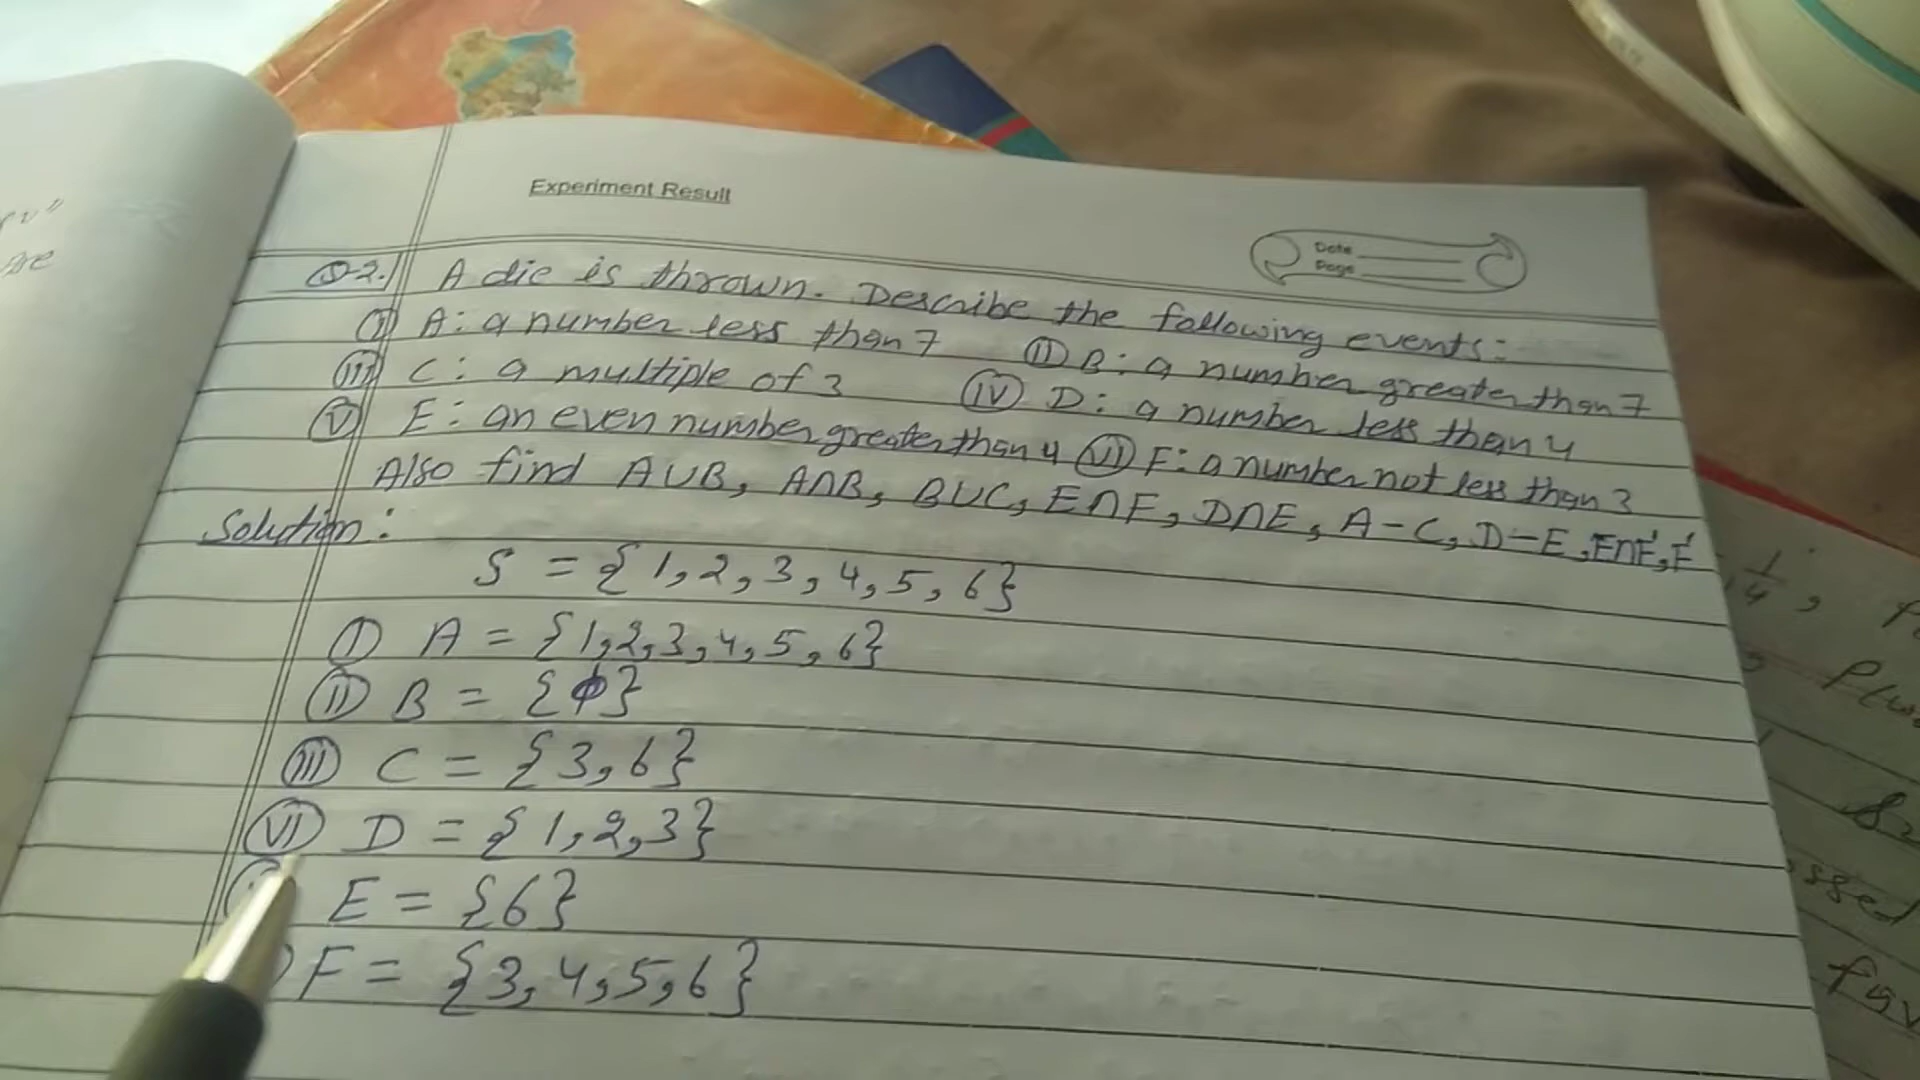 Experiment Result
Date
Page
Q-2. A die is thrown. Describe the following events:
(I) A: a number less than 7 (II) B: a number greater than 7
(III) C: a multiple of 3 (IV) D: a number less than 4
(V) E: an even number greater than 4 (VI) F: a number not less than 3
Also find A∪B, A∩B, B∪C, E∩F, D∩E, A-C, D-E, E∩F', F'
Solution:
S = {1,2,3,4,5,6}
(I) A = {1,2,3,4,5,6}
(II) B = {ϕ}
(III) C = {3,6}
(VI) D = {1,2,3}
E = {6}
F = {3,4,5,6}